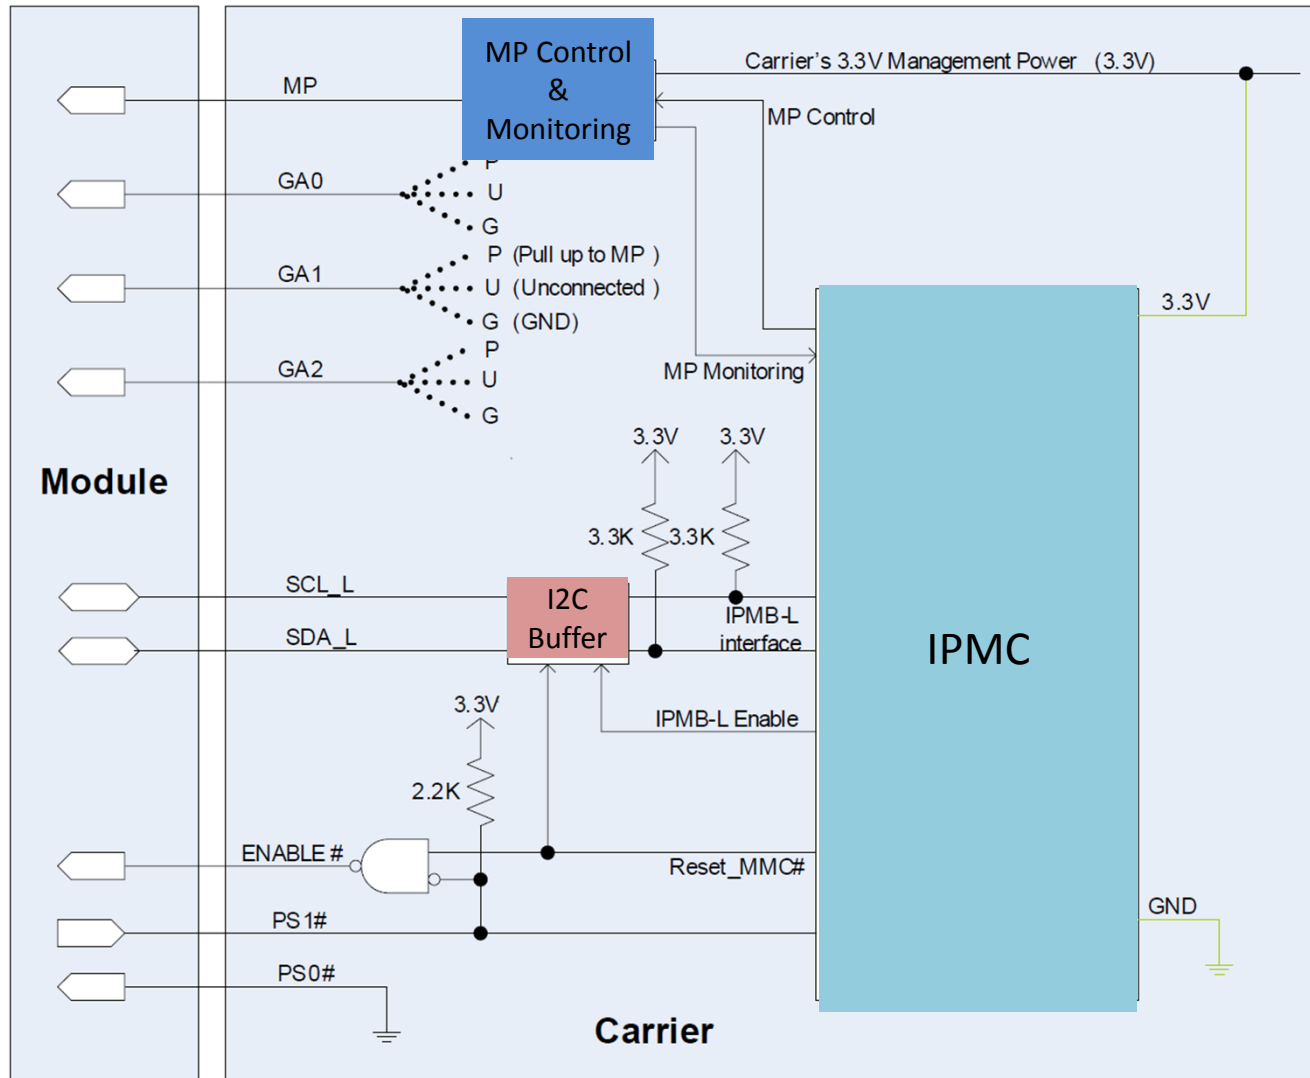 MP Control
&
Monitoring
Carrier's 3.3V Management Power (3.3V)
MP
MP Control
GA0
P
U
G
GA1
P (Pull up to MP )
U (Unconnected )
G (GND)
3.3V
GA2
P
U
G
MP Monitoring
3.3V 3.3V
Module
3.3K 3.3K
SCL_L
I2C
Buffer
IPMB-L
interface
SDA_L
IPMC
3.3V
IPMB-L Enable
2.2K
ENABLE #
Reset_MMC#
PS1#
GND
PS0#
Carrier